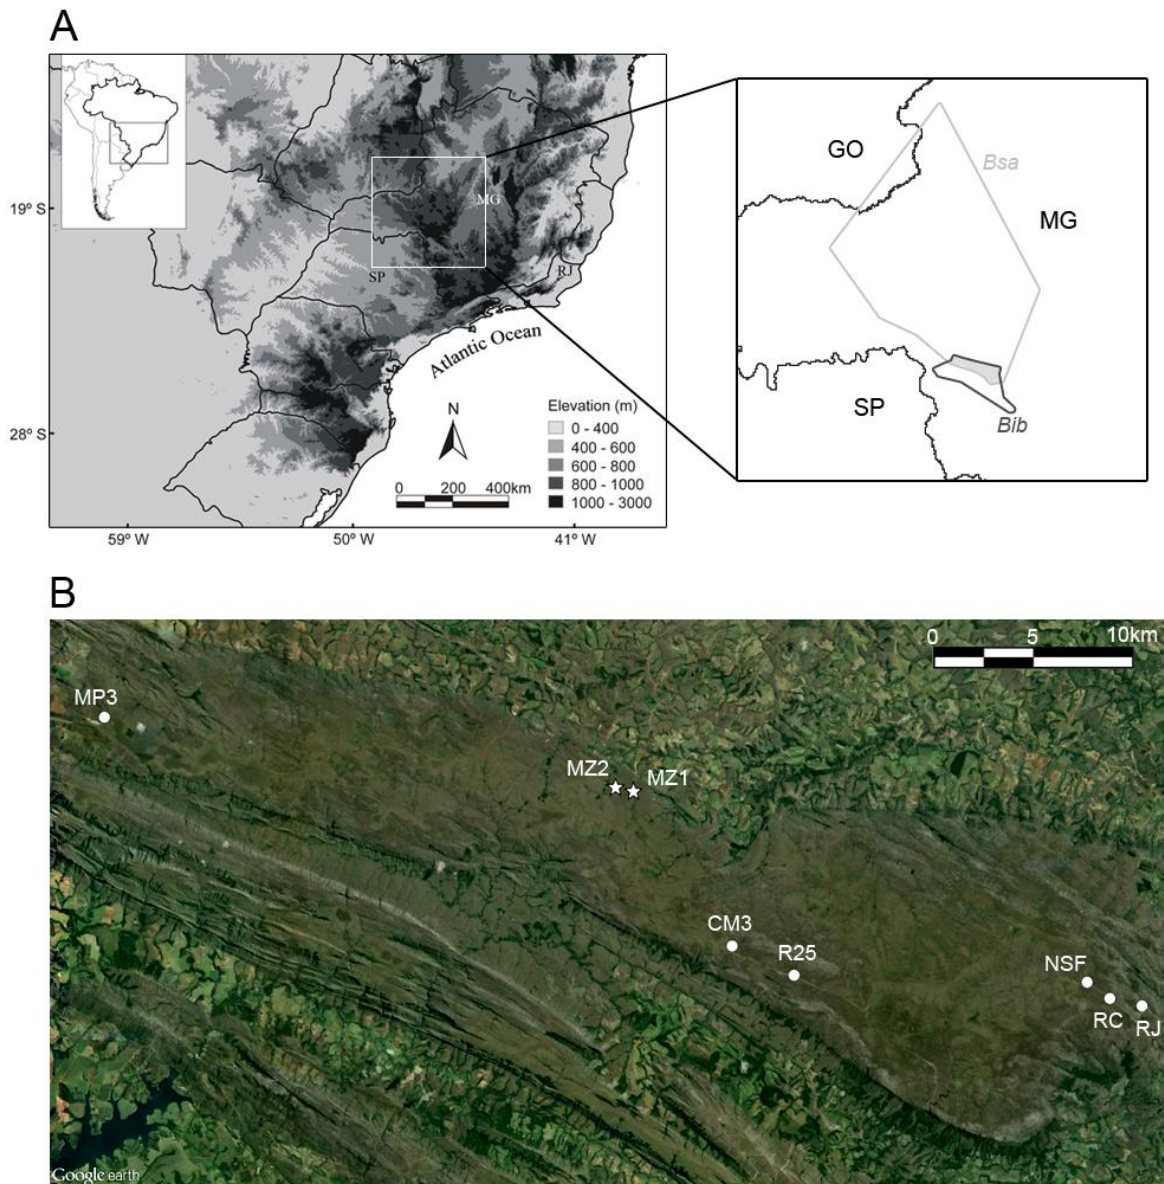 A
19° S
28° S
59° W
50° W
41° W
MG
SP
RJ
Atlantic Ocean
N
0 200 400km
Elevation (m)
0 - 400
400 - 600
600 - 800
800 - 1000
1000 - 3000
GO
Bsa
MG
SP
Bib
B
0 5 10km
MP3
MZ2
MZ1
CM3
R25
NSF
RC
RJ
Google earth